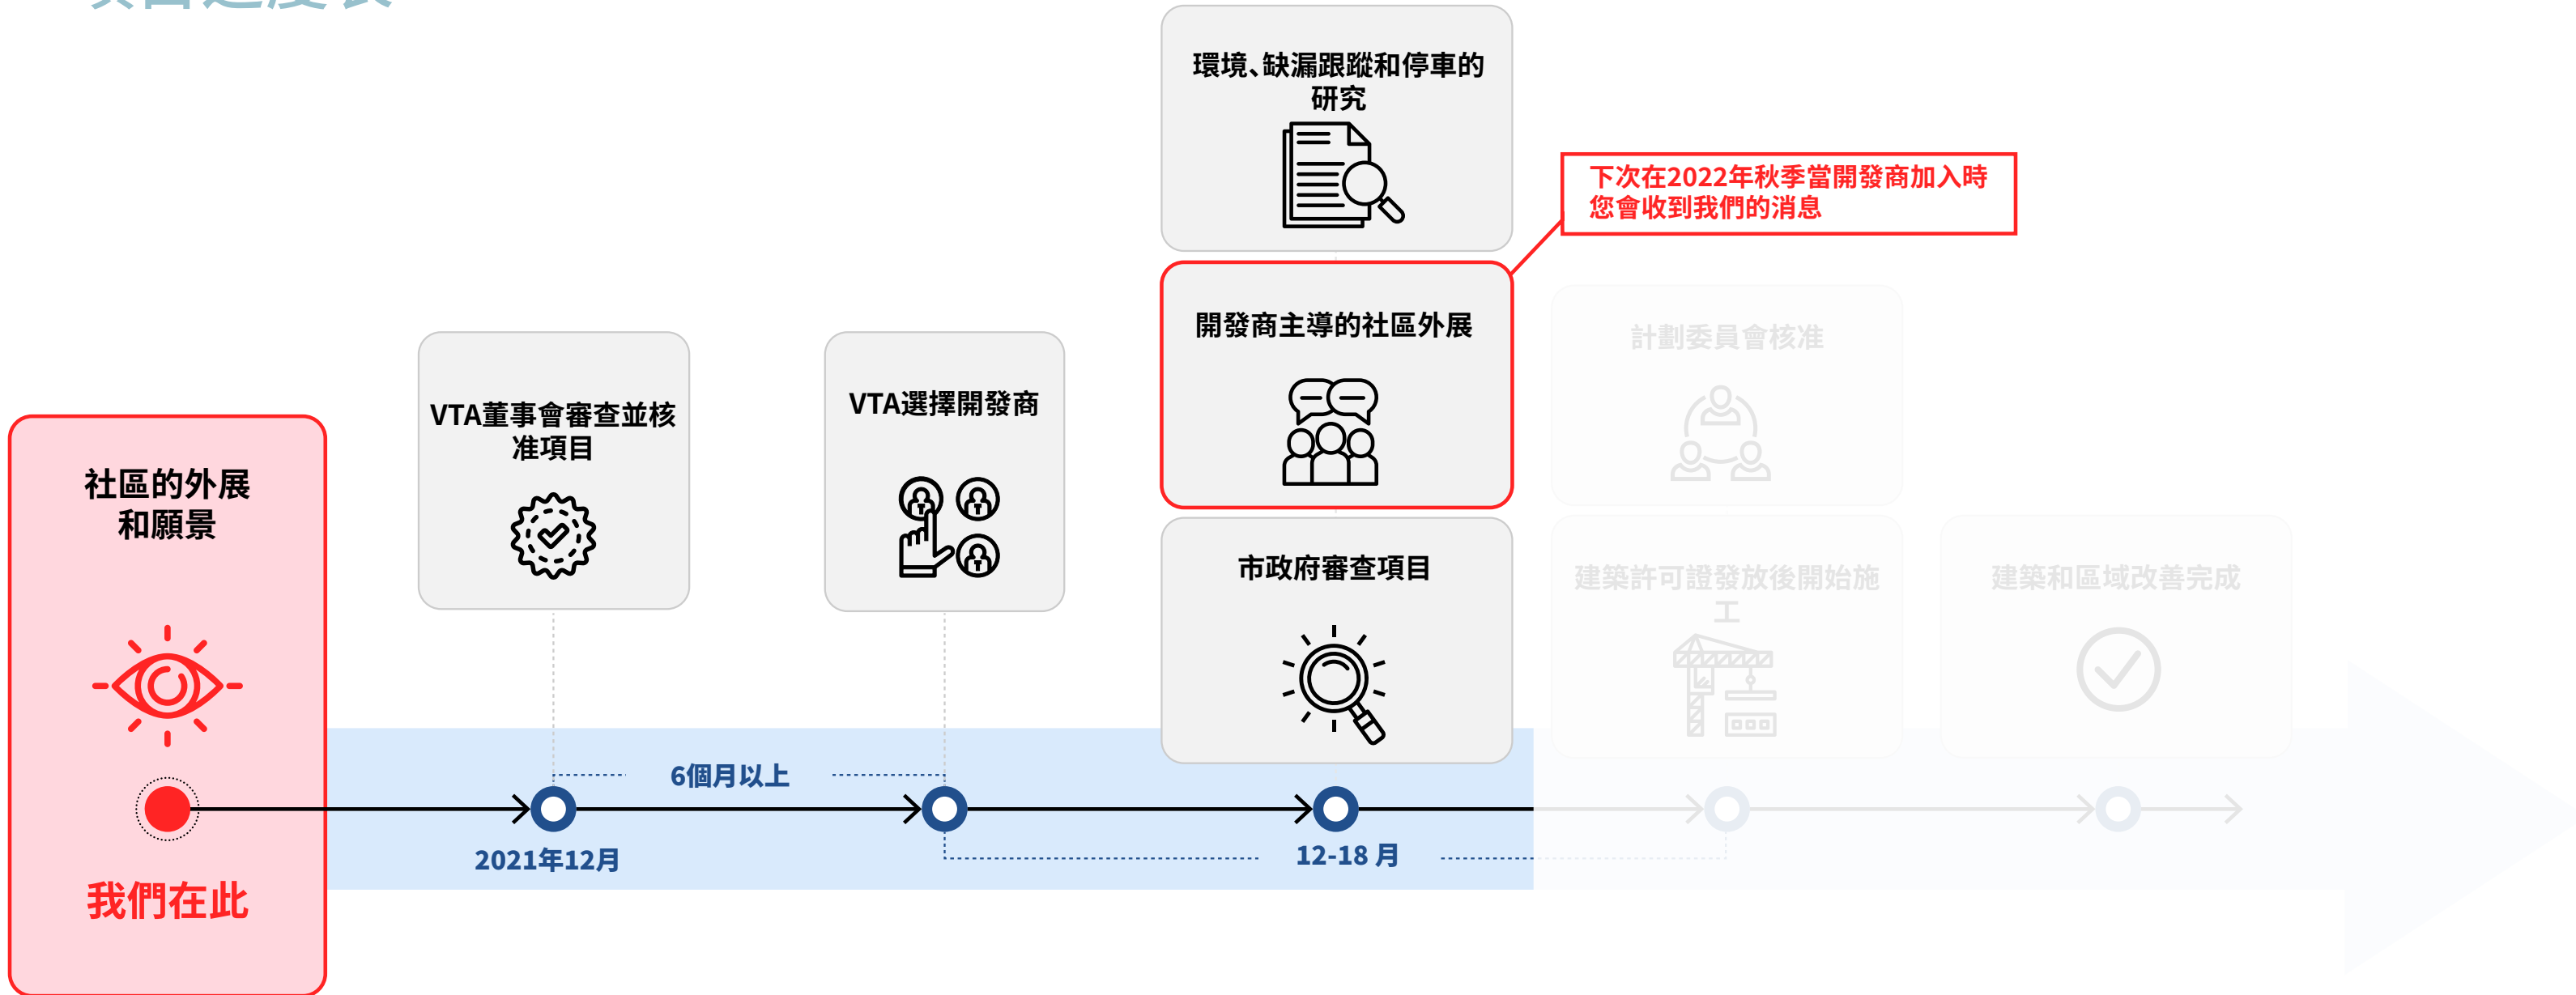 環境、缺漏跟蹤和停車的
研究
下次在2022年秋季當開發商加入時
您會收到我們的消息
開發商主導的社區外展
計劃委員會核准
VTA董事會審查並核
准項目
VTA選擇開發商
社區的外展
和願景
市政府審查項目
建築許可證發放後開始施
工
建築和區域改善完成
6個月以上
2021年12月
12-18 月
我們在此